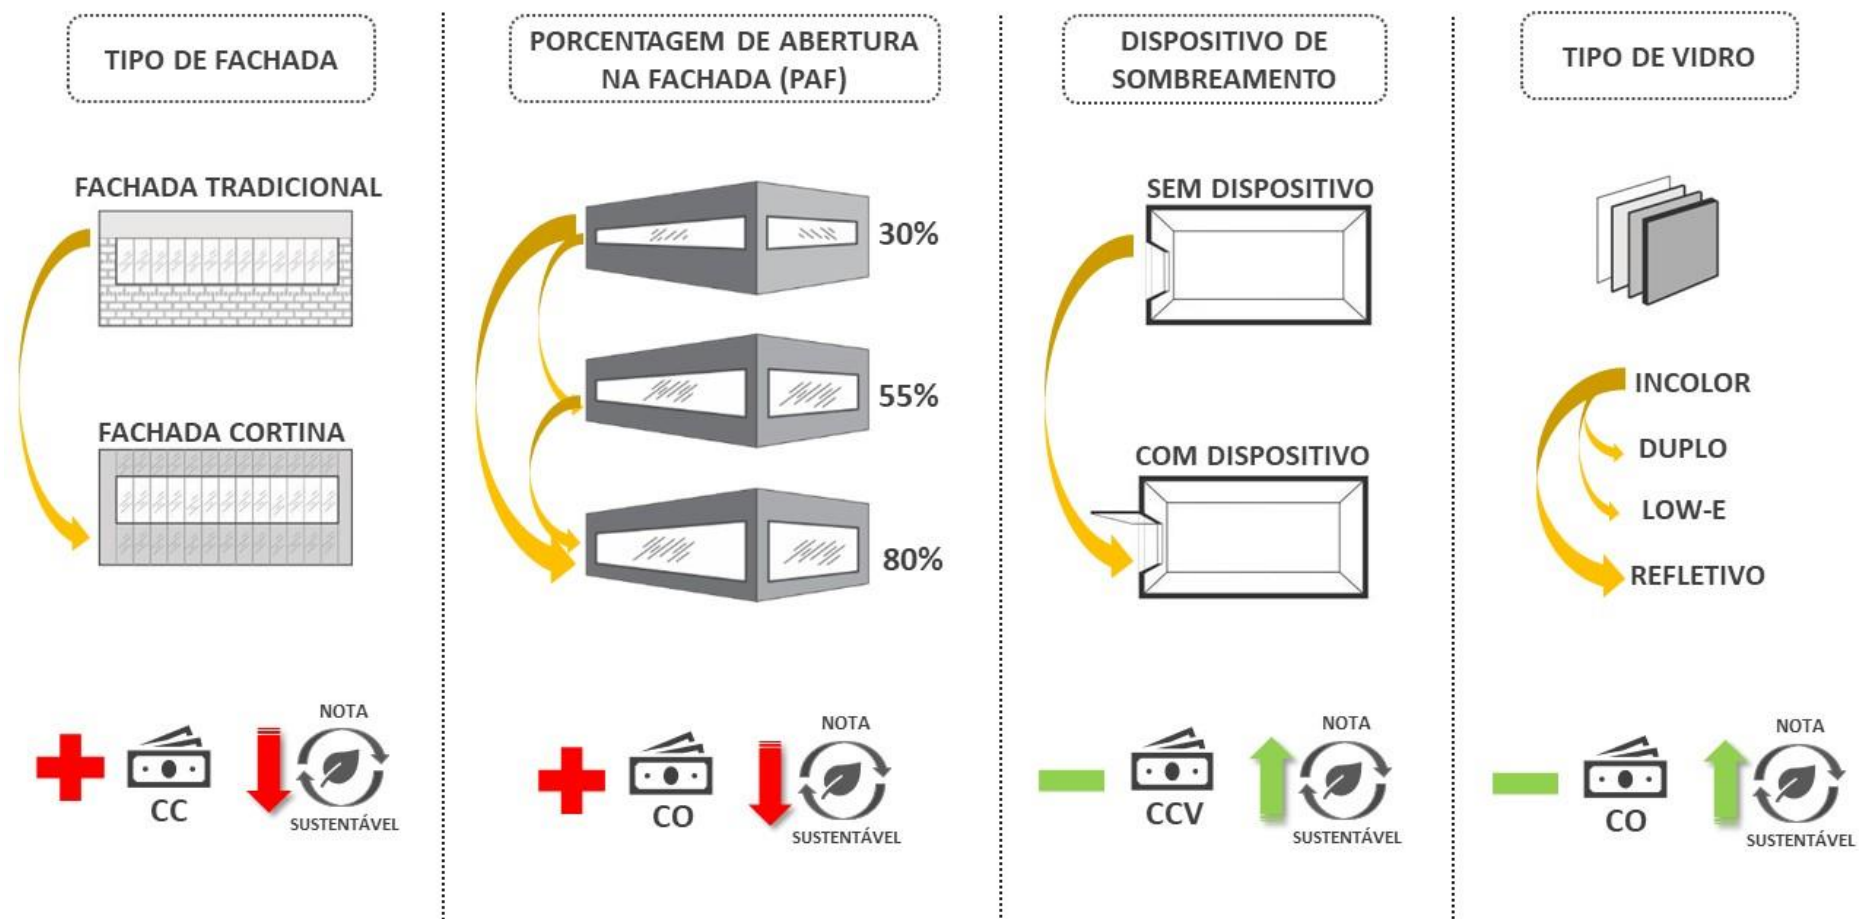 TIPO DE FACHADA
FACHADA TRADICIONAL
FACHADA CORTINA
CC
NOTA
SUSTENTÁVEL
PORCENTAGEM DE ABERTURA
NA FACHADA (PAF)
30%
55%
80%
CO
NOTA
SUSTENTÁVEL
DISPOSITIVO DE
SOMBREAMENTO
SEM DISPOSITIVO
COM DISPOSITIVO
CCV
NOTA
SUSTENTÁVEL
TIPO DE VIDRO
INCOLOR
DUPLO
LOW-E
REFLETIVO
CO
NOTA
SUSTENTÁVEL